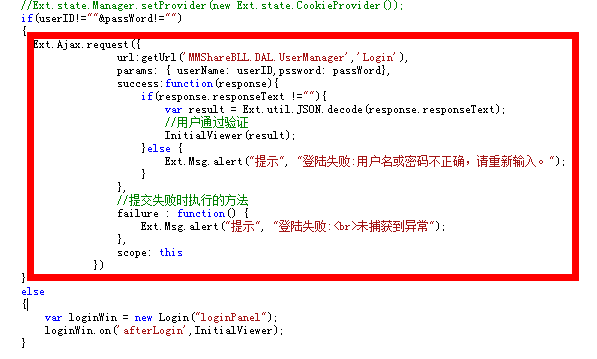 //Ext.state.Manager.setProvider(new Ext.state.CookieProvider());
if(userID!=""&passWord!="")
{
Ext.Ajax.request({
url:getUrl('MMShareBLL.DAL.UserManager','Login'),
params: { userName: userID,pssword: passWord},
success:function(response){
if(response.responseText !=""){
var result = Ext.util.JSON.decode(response.responseText);
//用户通过验证
InitialViewer(result);
}else {
Ext.Msg.alert("提示", "登陆失败:用户名或密码不正确，请重新输入。");
}
},
//提交失败时执行的方法
failure : function() {
Ext.Msg.alert("提示", "登陆失败:<br>未捕获到异常");
},
scope: this
})
}
else
{
var loginWin = new Login("loginPanel");
loginWin.on('afterLogin',InitialViewer);
}